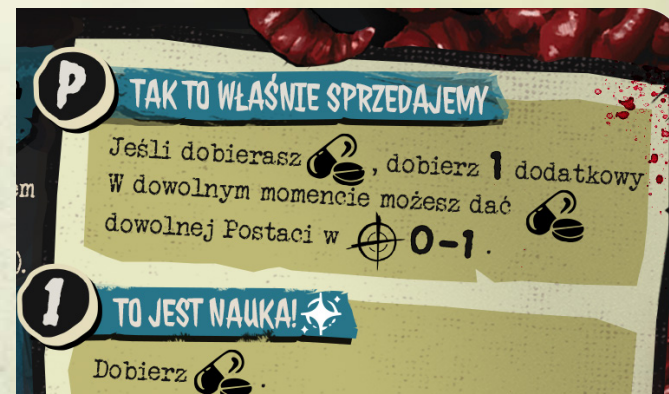 P
TAK TO WŁAŚNIE SPRZEDAJEMY
Jeśli dobierasz , dobierz 1 dodatkowy
W dowolnym momencie możesz dać
dowolnej Postaci w 0-1 .
1
TO JEST NAUKA!
Dobierz .